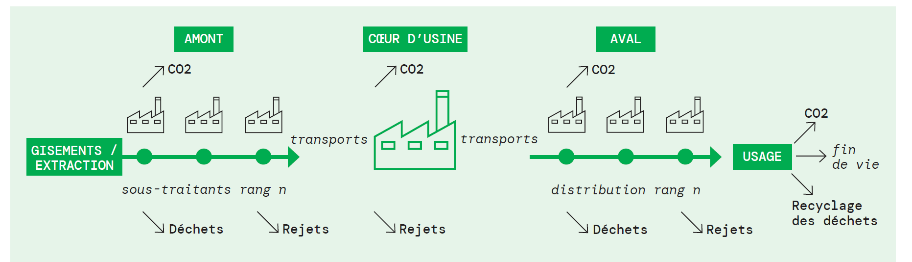 AMONT
CŒUR D'USINE
AVAL
CO2
CO2
CO2
CO2
transports
transports
GISEMENTS /
EXTRACTION
USAGE
fin
de vie
sous-traitants rang n
distribution rang n
Recyclage
des déchets
Déchets
Rejets
Rejets
Déchets
Rejets